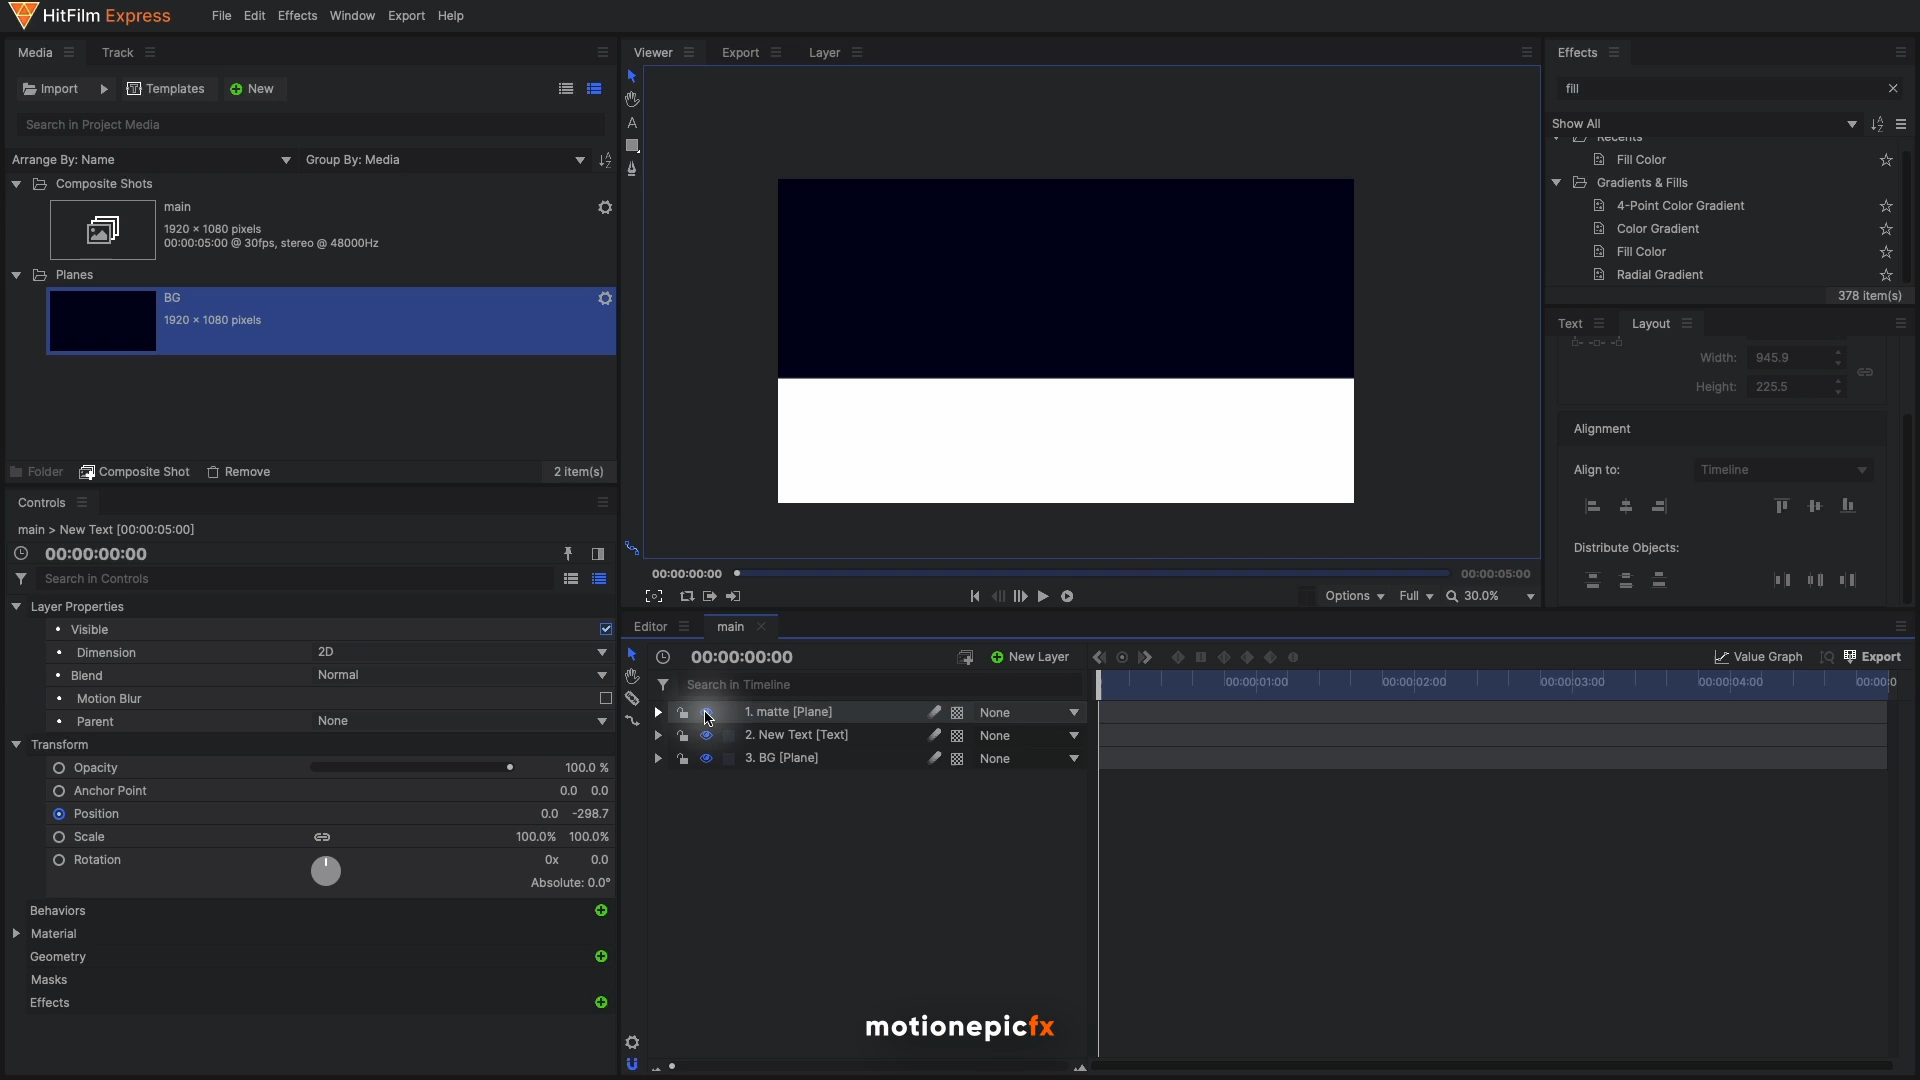 HitFilm Express File Edit Effects Window Export Help
Media Track
Import Templates New
Search in Project Media
Arrange By: Name Group By: Media
Composite Shots
main
1920 × 1080 pixels
00:00:05:00 @ 30fps, stereo @ 48000Hz
Planes
BG
1920 × 1080 pixels
Folder Composite Shot Remove 2 item(s)
Controls
main > New Text [00:00:05:00]
00:00:00:00
Search in Controls
Layer Properties
Visible
Dimension 2D
Blend Normal
Motion Blur
Parent None
Transform
Opacity 100.0 %
Anchor Point 0.0 0.0
Position 0.0 -298.7
Scale 100.0% 100.0%
Rotation 0x 0.0
Absolute: 0.0°
Behaviors
Material
Geometry
Masks
Effects
Viewer Export Layer
A
00:00:00:00 00:00:05:00
Options Full 30.0%
Effects
fill
Show All
Recents
Fill Color
Gradients & Fills
4-Point Color Gradient
Color Gradient
Fill Color
Radial Gradient
378 item(s)
Text Layout
Width: 945.9
Height: 225.5
Alignment
Align to: Timeline
Distribute Objects:
Editor main
00:00:00:00 New Layer Value Graph Export
Search in Timeline
00:00:01:00 00:00:02:00 00:00:03:00 00:00:04:00 00:00:0
1. matte [Plane] None
2. New Text [Text] None
3. BG [Plane] None
motionepicfx